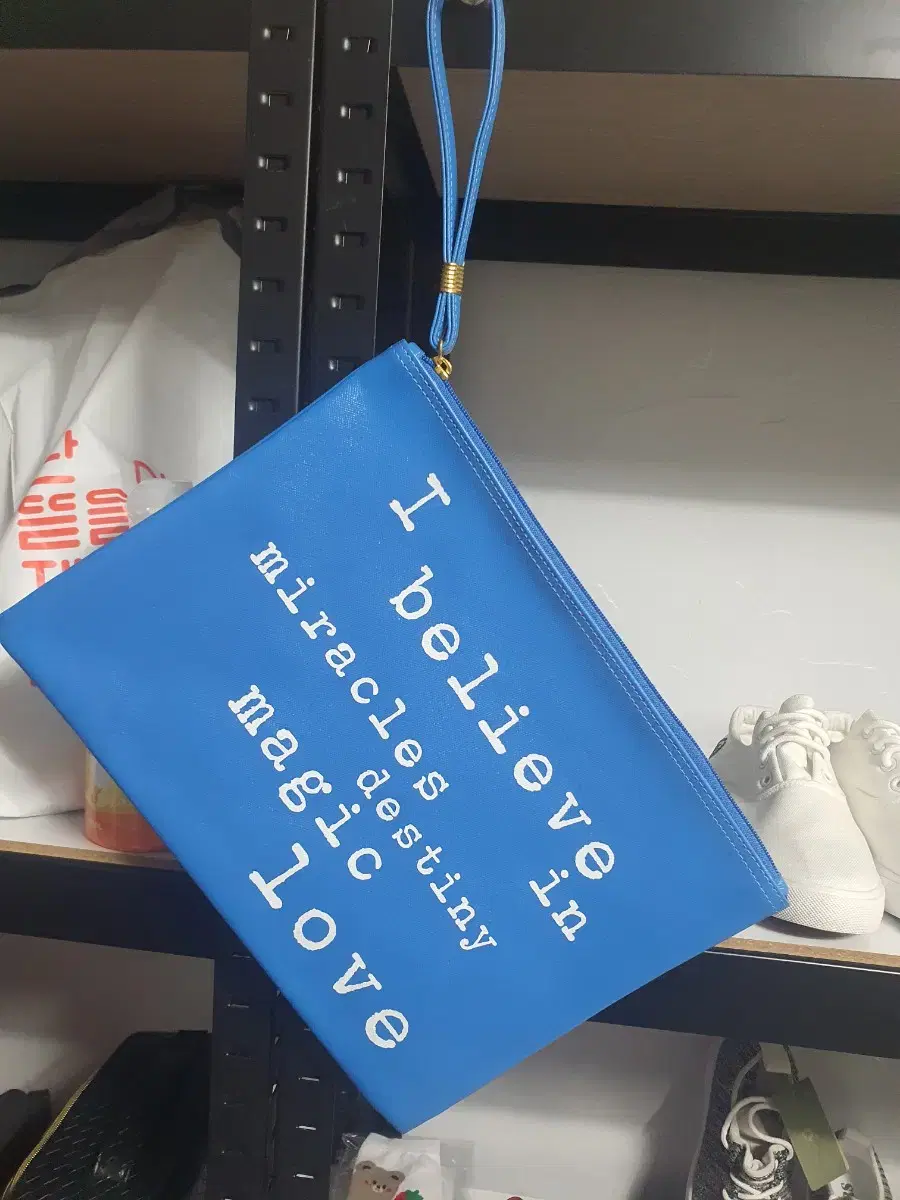 I believe
in
miracles
destiny
magic
love